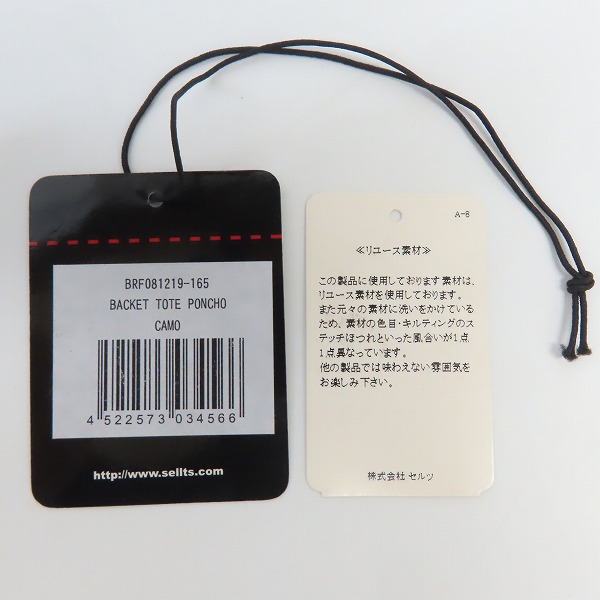 BRF081219-165
BACKET TOTE PONCHO
CAMO
4 522573 034566
http://www.sellts.com
A-6
≪リユース素材≫
この製品に使用しております素材は、
リユース素材を使用しております。
また元々の素材に洗いをかけている
ため、素材の色目・キルティングのス
テッチほつれといった風合いが1点
1点異なっています。
他の製品では味わえない雰囲気を
お楽しみ下さい。
株式会社 セルツ